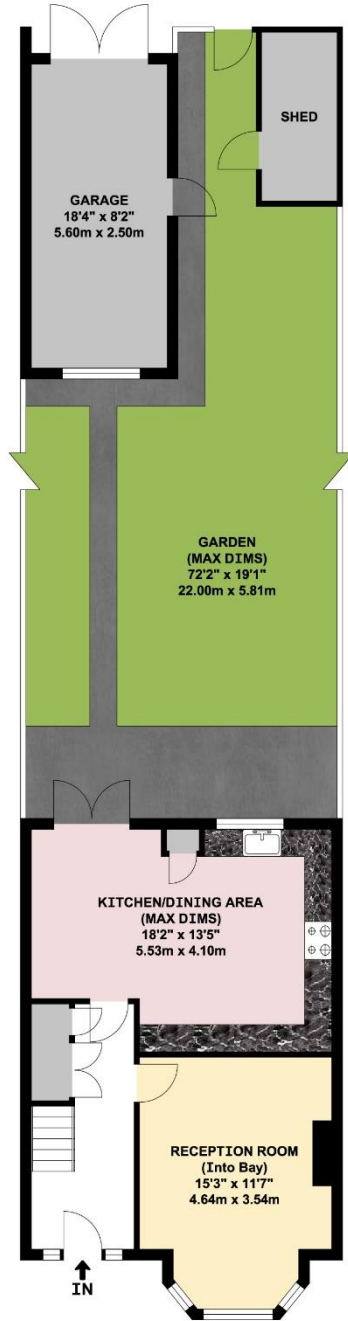 SHED
GARAGE
18'4" x 8'2"
5.60m x 2.50m
GARDEN
(MAX DIMS)
72'2" x 19'1"
22.00m x 5.81m
KITCHEN/DINING AREA
(MAX DIMS)
18'2" x 13'5"
5.53m x 4.10m
RECEPTION ROOM
(Into Bay)
15'3" x 11'7"
4.64m x 3.54m
IN